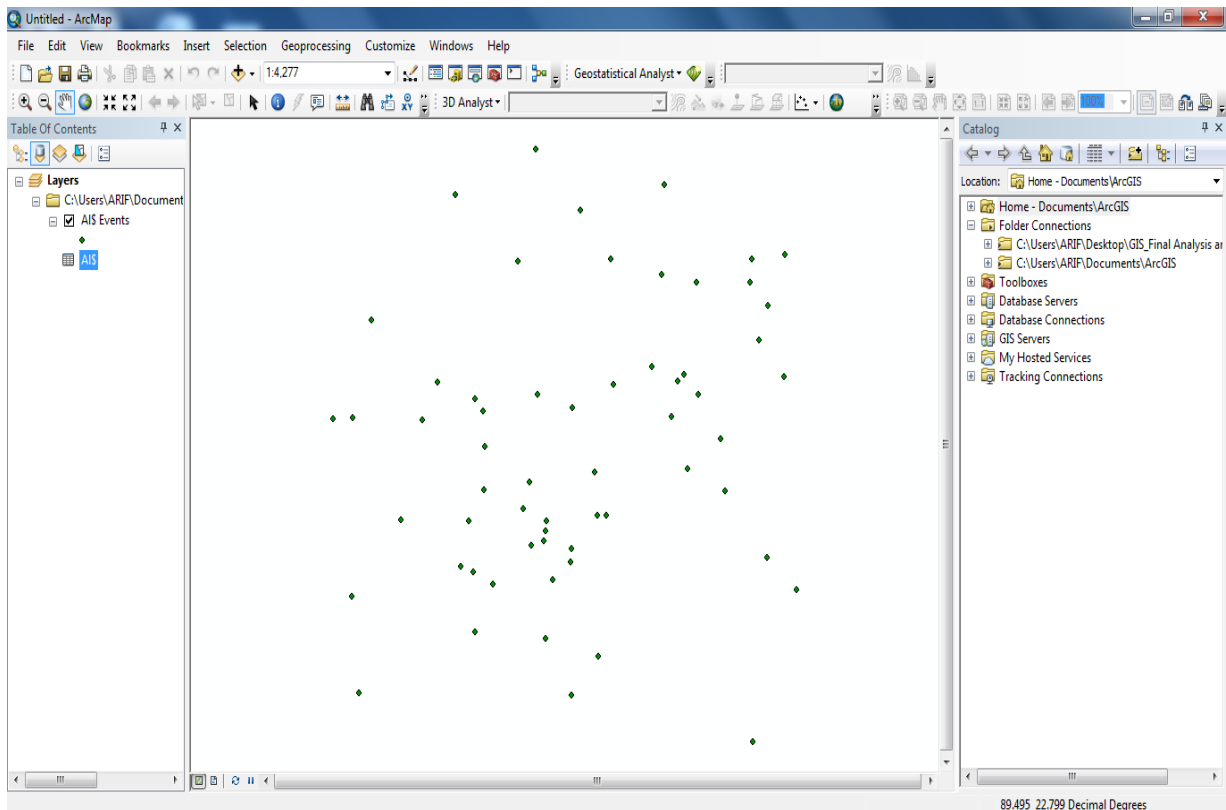 Untitled - ArcMap
File Edit View Bookmarks Insert Selection Geoprocessing Customize Windows Help
1:4,277 Geostatistical Analyst
3D Analyst 100%
Table Of Contents
Layers
C:\Users\ARIF\Document
AI$ Events
AI$
Catalog
Location: Home - Documents\ArcGIS
Home - Documents\ArcGIS
Folder Connections
C:\Users\ARIF\Desktop\GIS_Final Analysis ar
C:\Users\ARIF\Documents\ArcGIS
Toolboxes
Database Servers
Database Connections
GIS Servers
My Hosted Services
Tracking Connections
89.495 22.799 Decimal Degrees